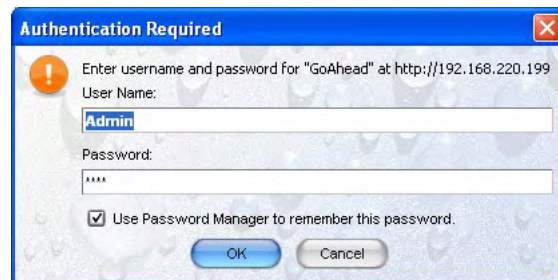 Authentication Required
Enter username and password for "GoAhead" at http://192.168.220.199
User Name:
Admin
Password:
****
Use Password Manager to remember this password.
OK
Cancel